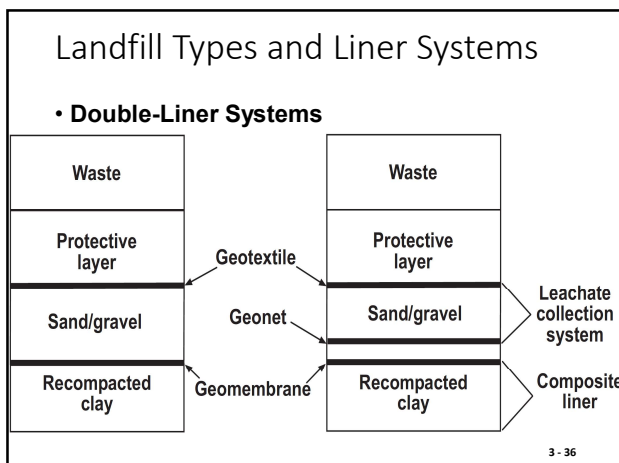 Landfill Types and Liner Systems
• Double-Liner Systems
Waste
Protective
layer
Sand/gravel
Recompacted
clay
Geotextile
Geonet
Geomembrane
Waste
Protective
layer
Sand/gravel
Recompacted
clay
Leachate
collection
system
Composite
liner
3 - 36